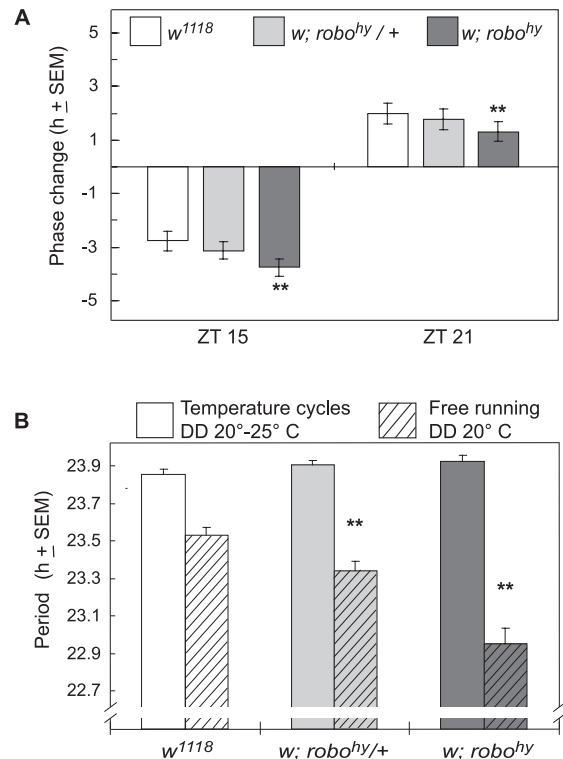 A
w1118 w; robohy / + w; robohy
Phase change (h ± SEM)
5
3
1
-1
-3
-5
**
**
ZT 15 ZT 21
B
Temperature cycles
DD 20°-25° C
Free running
DD 20° C
Period (h ± SEM)
23.9
23.7
23.5
23.3
23.1
22.9
22.7
**
**
w1118 w; robohy/+ w; robohy